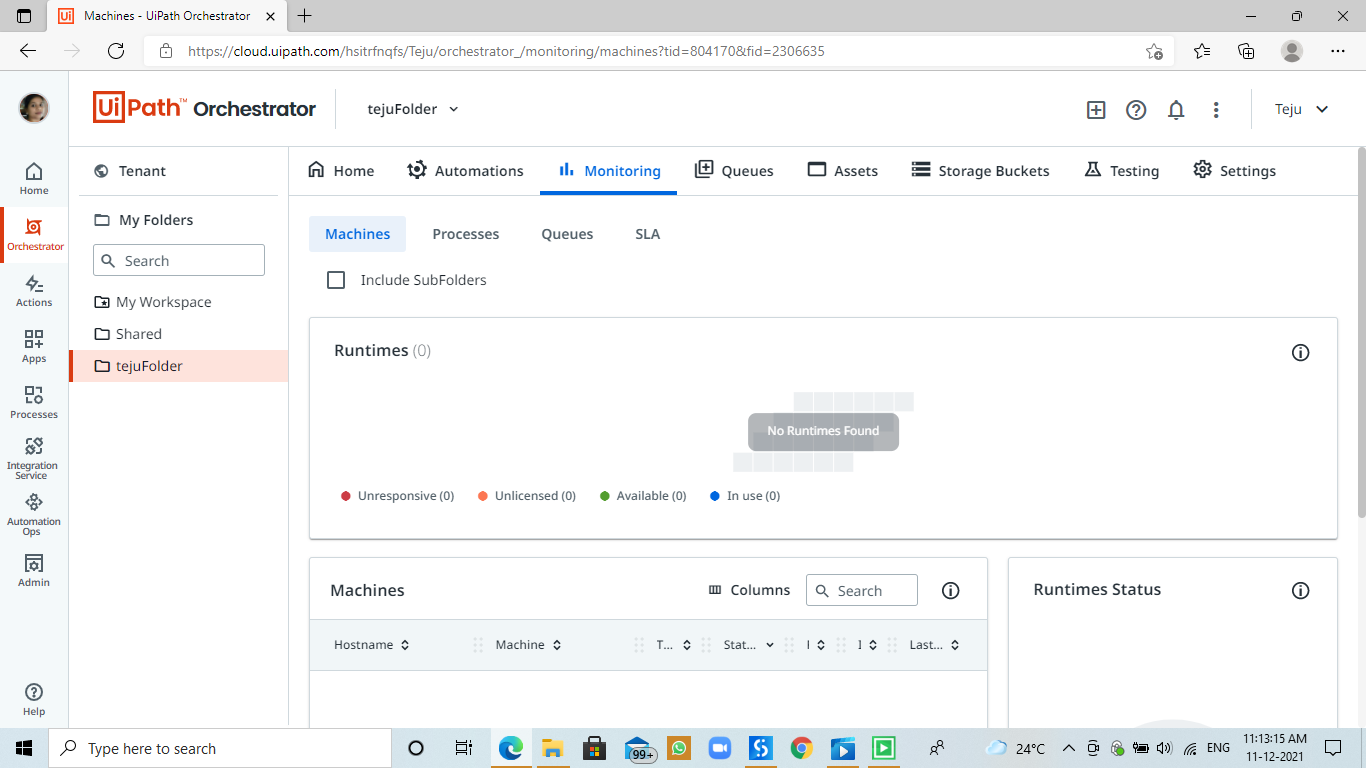 Machines - UiPath Orchestrator
https://cloud.uipath.com/hsitrfnqfs/Teju/orchestrator_/monitoring/machines?tid=804170&fid=2306635
Ui Path™ Orchestrator
tejuFolder
Teju
Home
Orchestrator
Actions
Apps
Processes
Integration
Service
Automation
Ops
Admin
Help
Tenant
My Folders
Search
My Workspace
Shared
tejuFolder
Home Automations Monitoring Queues Assets Storage Buckets Testing Settings
Machines Processes Queues SLA
Include SubFolders
Runtimes (0)
No Runtimes Found
Unresponsive (0) Unlicensed (0) Available (0) In use (0)
Machines
Columns
Search
Hostname Machine T... Stat... I I Last...
Runtimes Status
Type here to search
99+
24°C
ENG
11:13:15 AM
11-12-2021